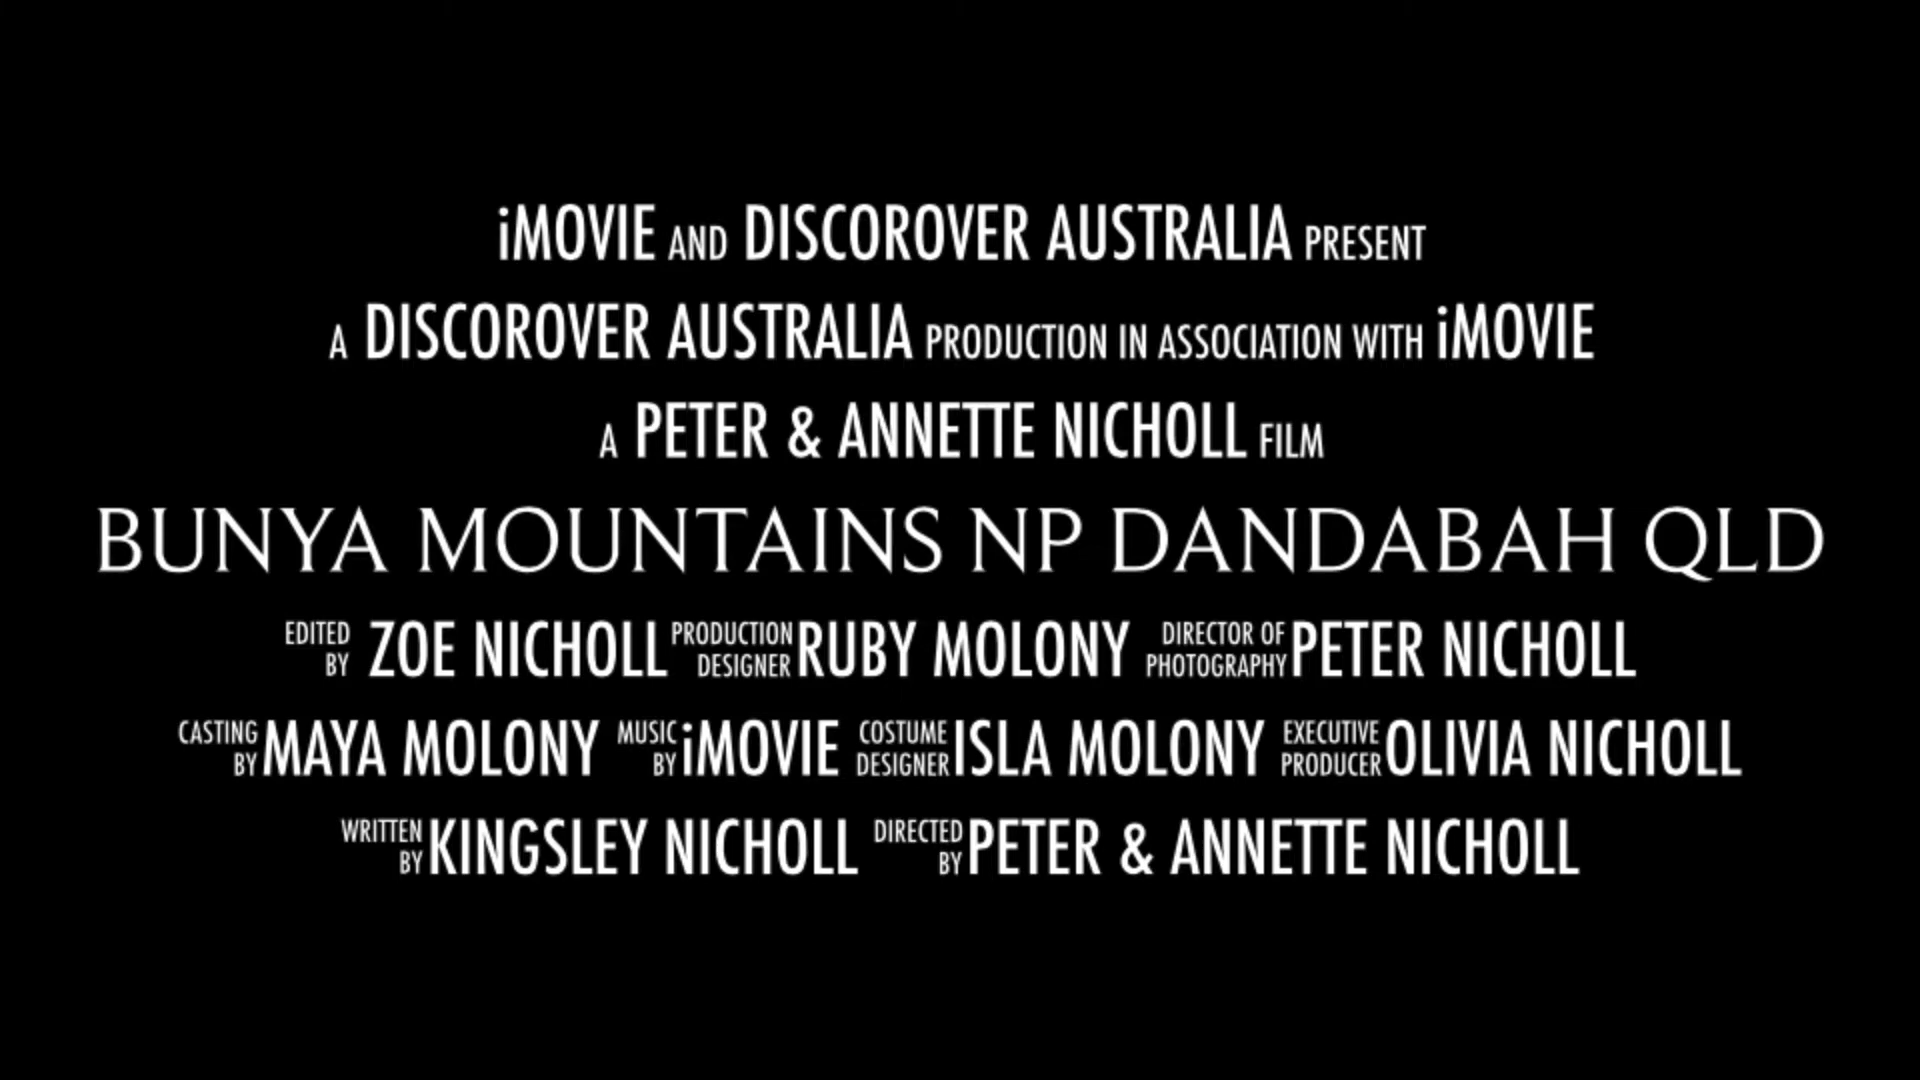 iMOVIE AND DISCOROVER AUSTRALIA PRESENT
A DISCOROVER AUSTRALIA PRODUCTION IN ASSOCIATION WITH iMOVIE
A PETER & ANNETTE NICHOLL FILM
BUNYA MOUNTAINS NP DANDABAH QLD
EDITED BY ZOE NICHOLL PRODUCTION DESIGNER RUBY MOLONY DIRECTOR OF PHOTOGRAPHY PETER NICHOLL
CASTING BY MAYA MOLONY MUSIC BY iMOVIE COSTUME DESIGNER ISLA MOLONY EXECUTIVE PRODUCER OLIVIA NICHOLL
WRITTEN BY KINGSLEY NICHOLL DIRECTED BY PETER & ANNETTE NICHOLL